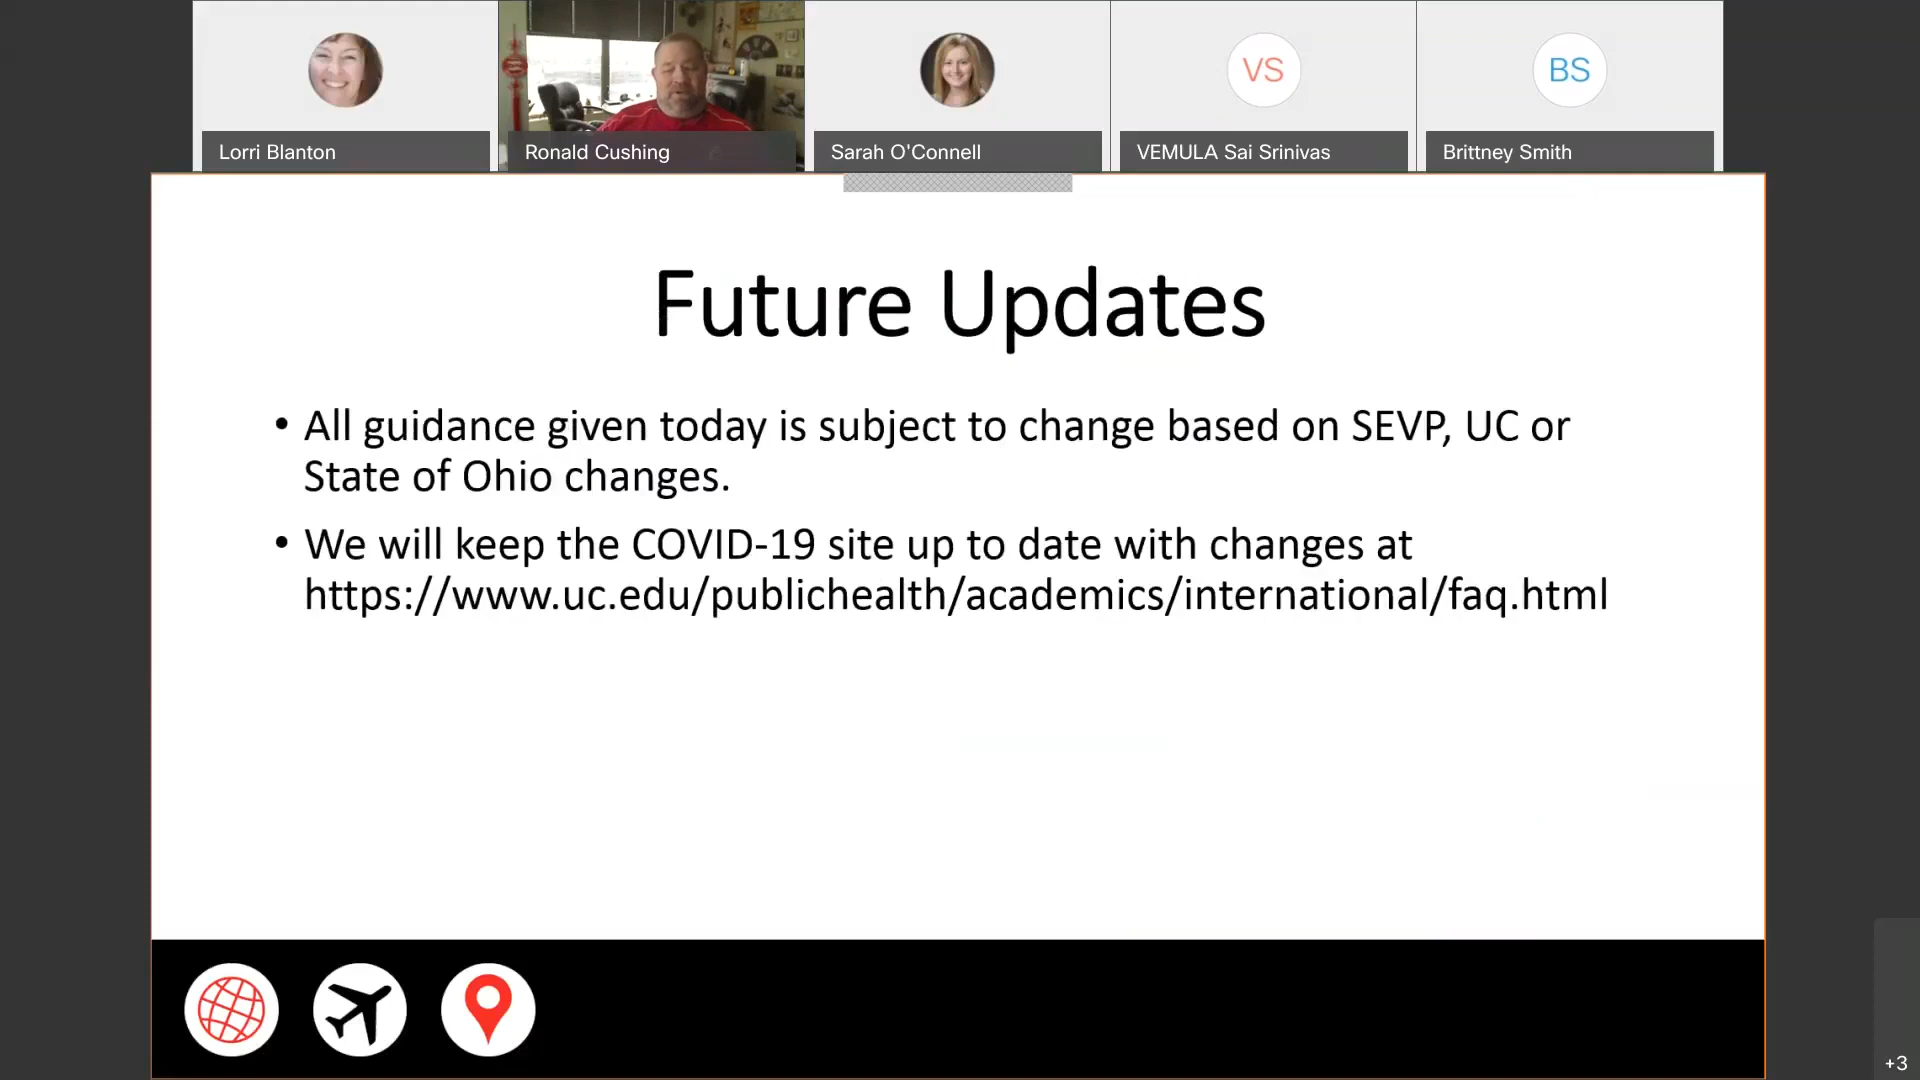 VS
BS
Lorri Blanton
Ronald Cushing
Sarah O'Connell
VEMULA Sai Srinivas
Brittney Smith
Future Updates
• All guidance given today is subject to change based on SEVP, UC or
State of Ohio changes.
• We will keep the COVID-19 site up to date with changes at
https://www.uc.edu/publichealth/academics/international/faq.html
+3